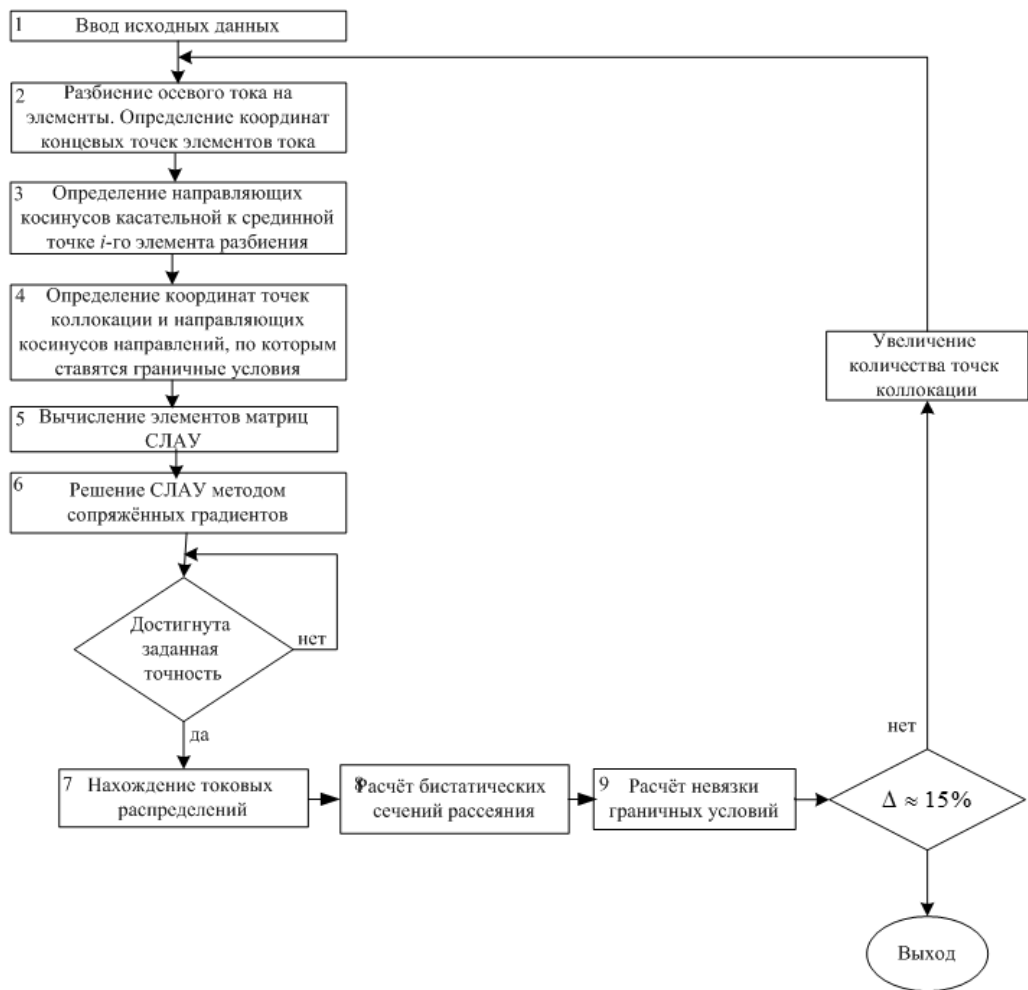 1
Ввод исходных данных
2
Разбиение осевого тока на
элементы. Определение координат
концевых точек элементов тока
3
Определение направляющих
косинусов касательной к срединной
точке i-го элемента разбиения
4
Определение координат точек
коллокации и направляющих
косинусов направлений, по которым
ставятся граничные условия
5
Вычисление элементов матриц
СЛАУ
6
Решение СЛАУ методом
сопряжённых градиентов
Достигнута
заданная
точность
нет
да
7
Нахождение токовых
распределений
8
Расчёт бистатических
сечений рассеяния
9
Расчёт невязки
граничных условий
Δ ≈ 15%
нет
Увеличение
количества точек
коллокации
Выход